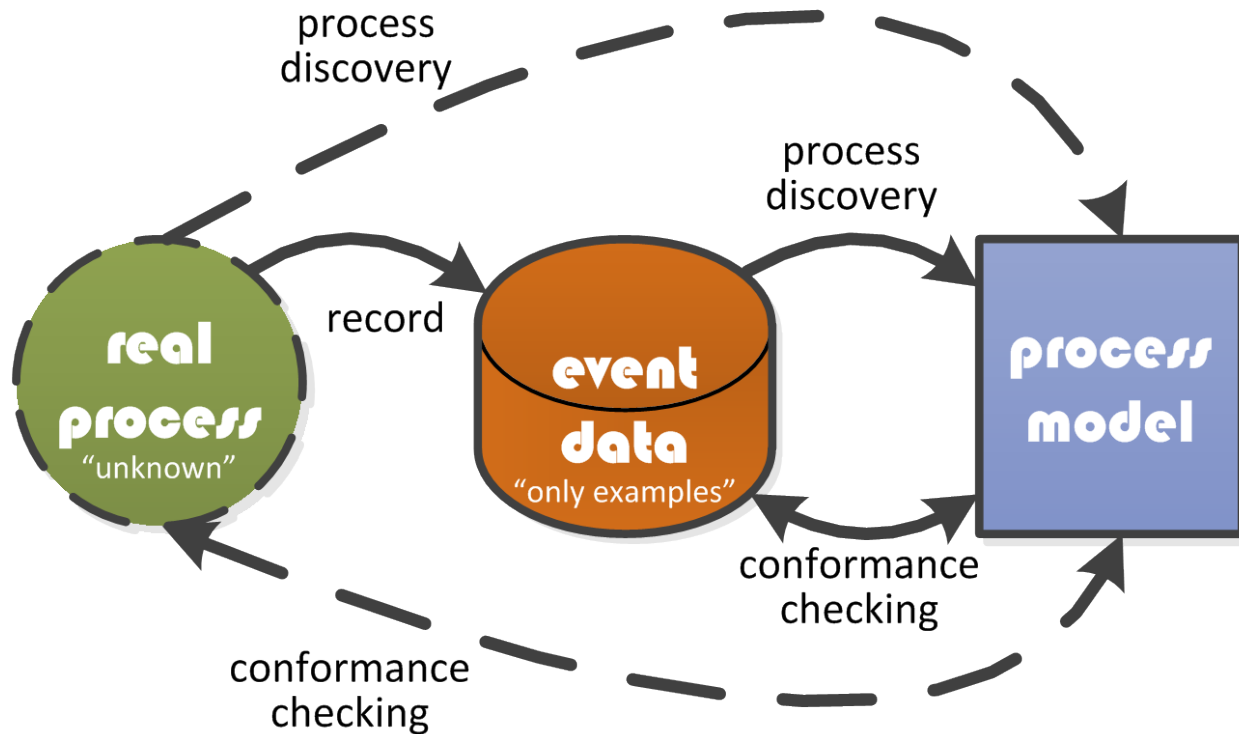 process
discovery
process
discovery
record
real
process
“unknown”
event
data
“only examples”
process
model
conformance
checking
conformance
checking